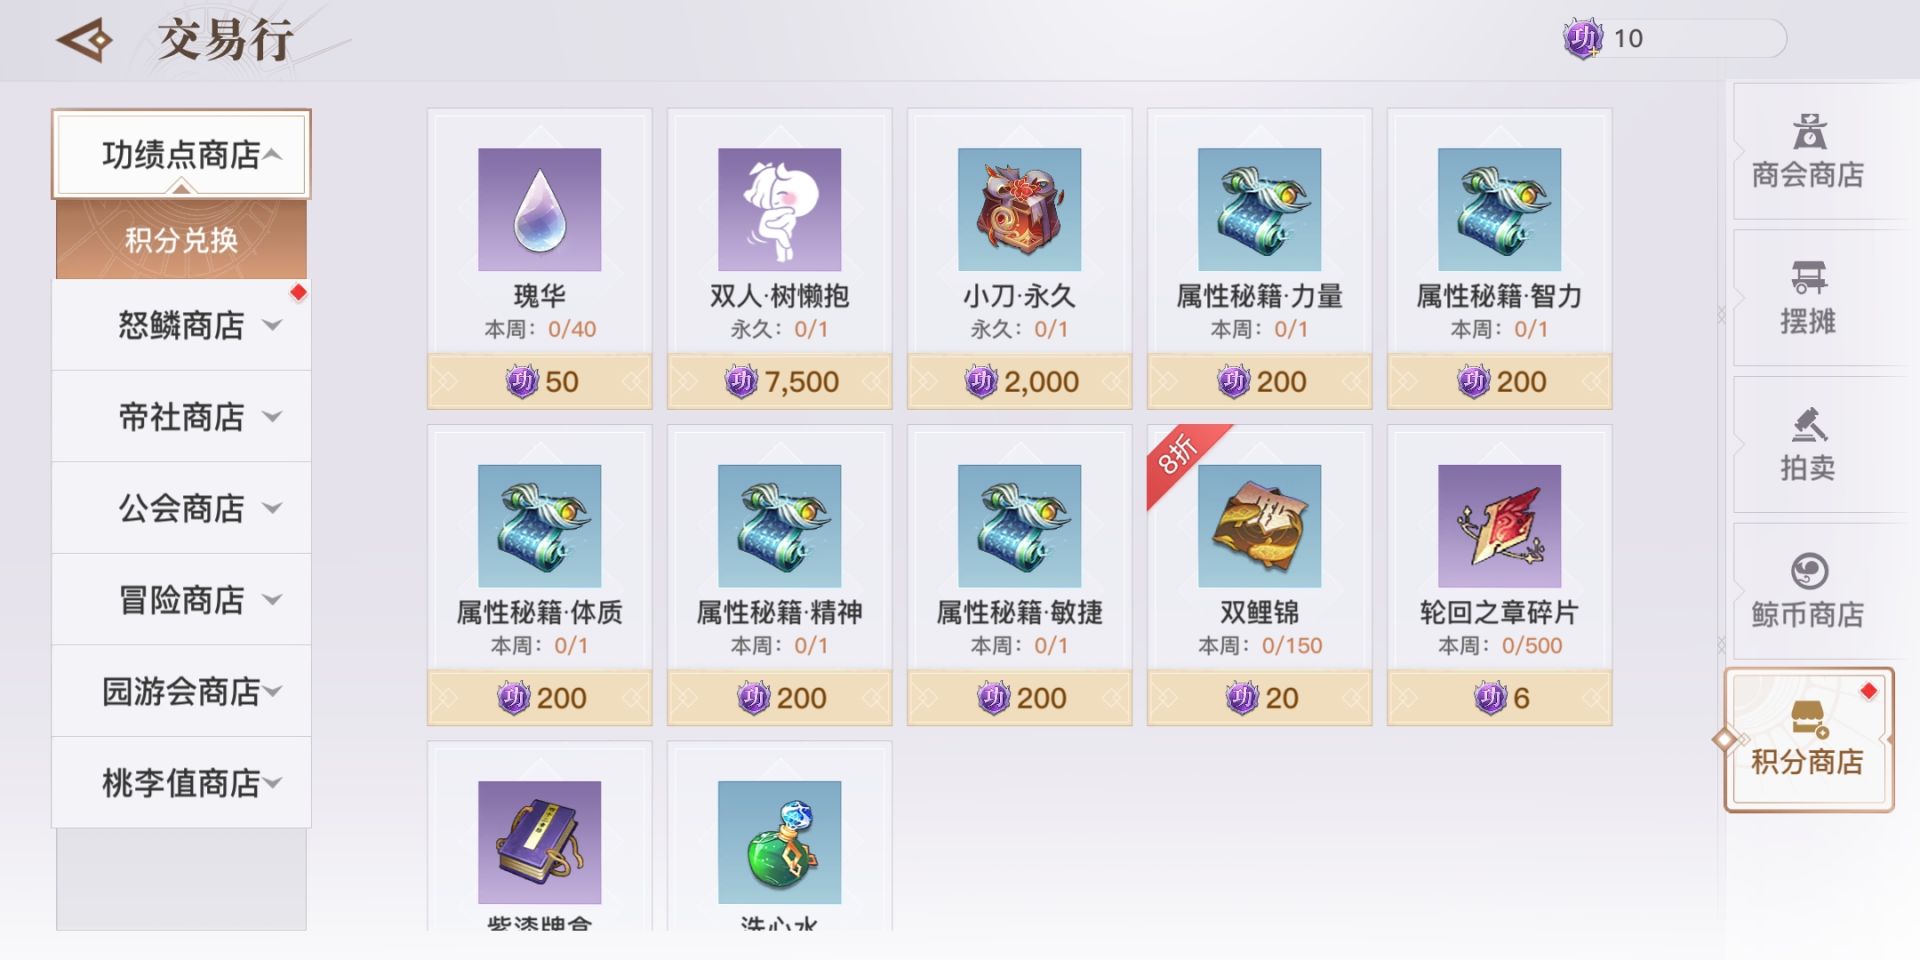 交易行
功 10
功绩点商店
积分兑换
怒鳞商店
帝社商店
公会商店
冒险商店
园游会商店
桃李值商店
瑰华
本周：0/40
功 50
双人·树懒抱
永久：0/1
功 7,500
小刀·永久
永久：0/1
功 2,000
属性秘籍·力量
本周：0/1
功 200
属性秘籍·智力
本周：0/1
功 200
属性秘籍·体质
本周：0/1
功 200
属性秘籍·精神
本周：0/1
功 200
属性秘籍·敏捷
本周：0/1
功 200
8折
双鲤锦
本周：0/150
功 20
轮回之章碎片
本周：0/500
功 6
紫漆牌盒
洗心水
商会商店
摆摊
拍卖
鲸币商店
积分商店